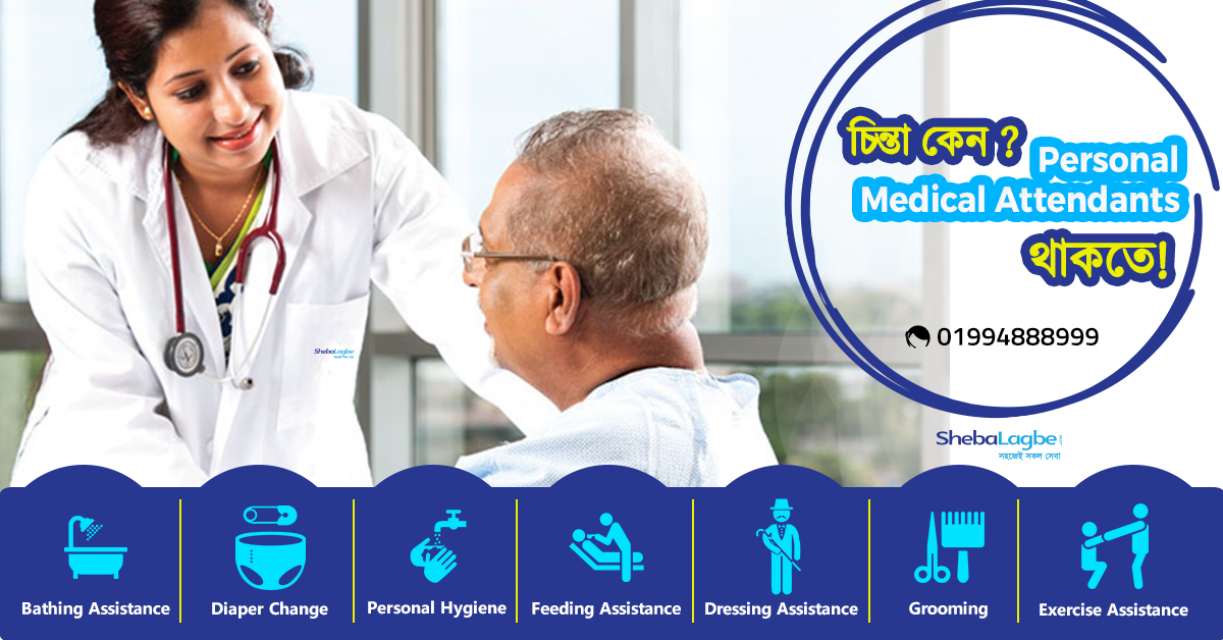 চিন্তা কেন ?
Personal
Medical Attendants
থাকতে!
01994888999
ShebaLagbe
ShebaLagbe
সহজেই সকল সেবা
Bathing Assistance
Diaper Change
Personal Hygiene
Feeding Assistance
Dressing Assistance
Grooming
Exercise Assistance